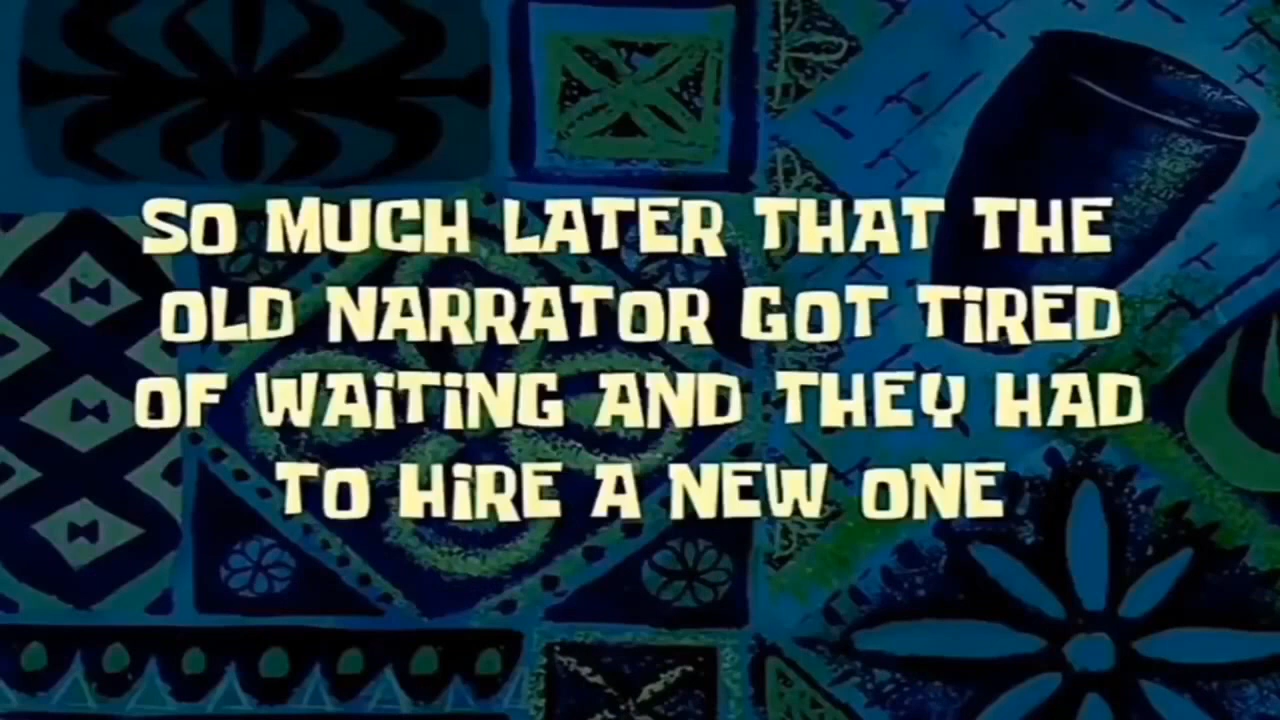 SO MUCH LATER THAT THE
OLD NARRATOR GOT TiRED
OF WAiTiNG AND THEY HAD
TO HiRE A NEW ONE